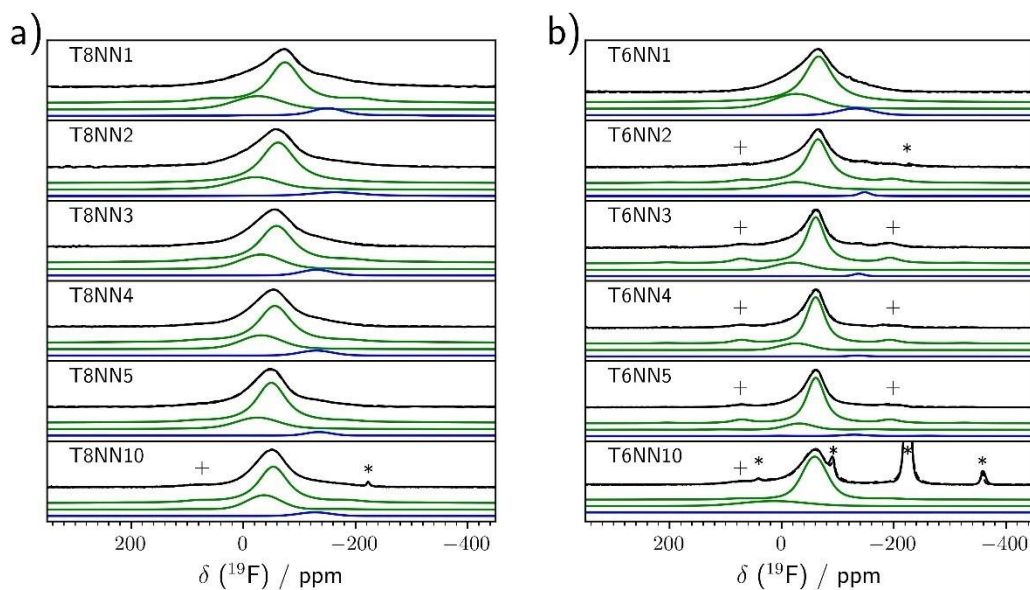 a)
T8NN1
T8NN2
T8NN3
T8NN4
T8NN5
T8NN10
+
*
200
0
−200
−400
δ (¹⁹F) / ppm
b)
T6NN1
T6NN2
+
*
T6NN3
+
+
T6NN4
+
+
T6NN5
+
+
T6NN10
+
*
*
*
*
200
0
−200
−400
δ (¹⁹F) / ppm